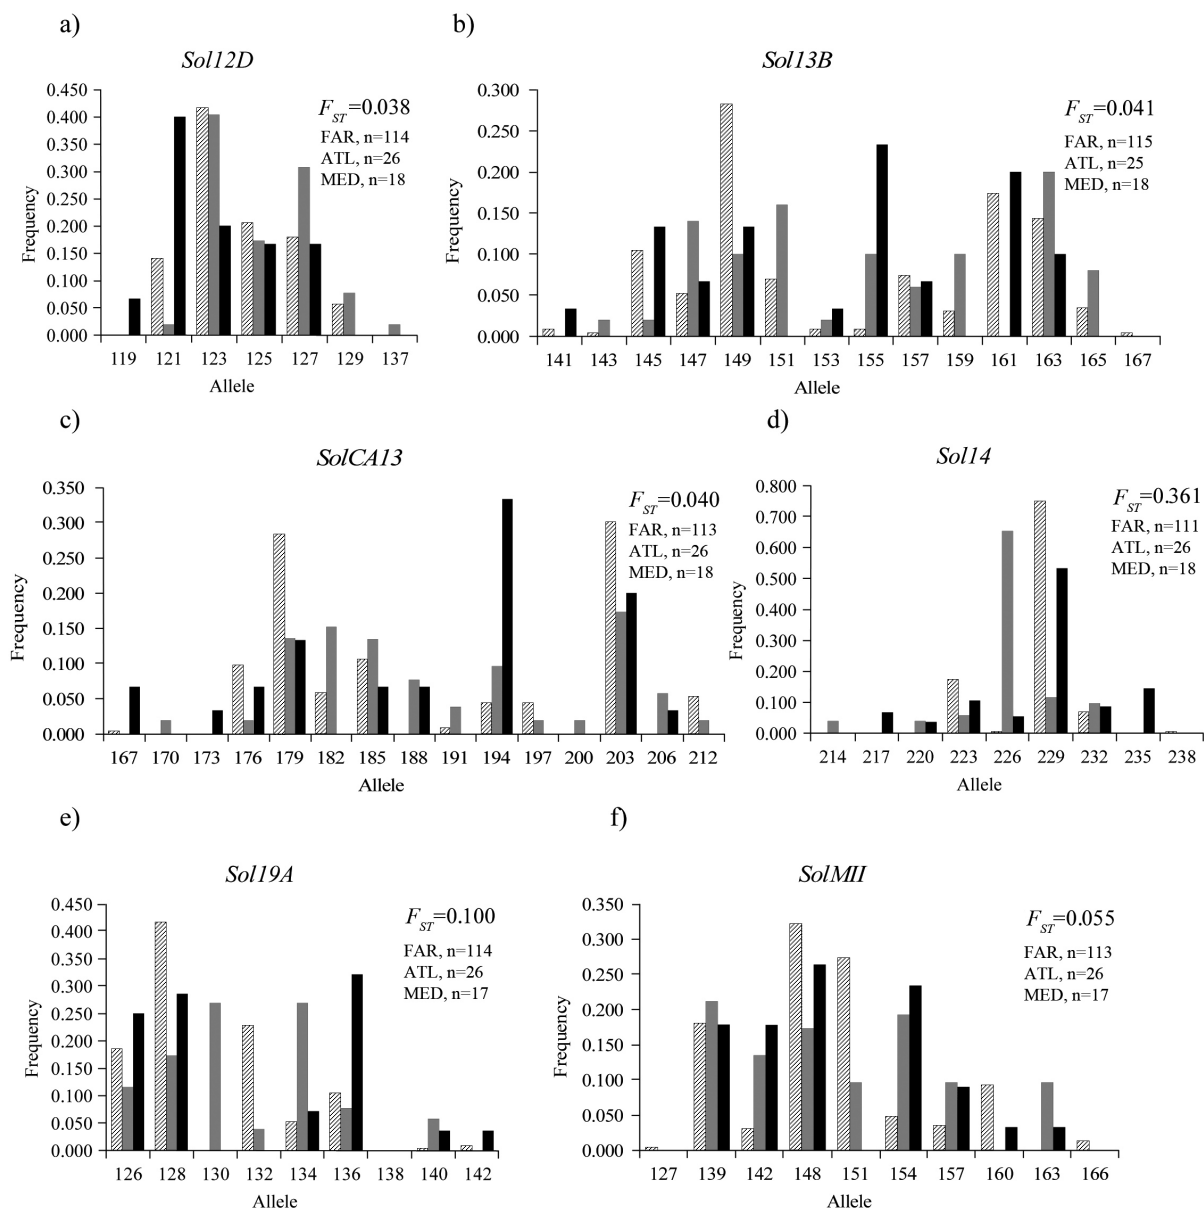 a)
Sol12D
0.450
0.400
0.350
0.300
0.250
0.200
0.150
0.100
0.050
0.000
Frequency
F_ST=0.038
FAR, n=114
ATL, n=26
MED, n=18
119 121 123 125 127 129 137
Allele
b)
Sol13B
0.300
0.250
0.200
0.150
0.100
0.050
0.000
Frequency
F_ST=0.041
FAR, n=115
ATL, n=25
MED, n=18
141 143 145 147 149 151 153 155 157 159 161 163 165 167
Allele
c)
SolCA13
0.350
0.300
0.250
0.200
0.150
0.100
0.050
0.000
Frequency
F_ST=0.040
FAR, n=113
ATL, n=26
MED, n=18
167 170 173 176 179 182 185 188 191 194 197 200 203 206 212
Allele
d)
Sol14
0.800
0.700
0.600
0.500
0.400
0.300
0.200
0.100
0.000
Frequency
F_ST=0.361
FAR, n=111
ATL, n=26
MED, n=18
214 217 220 223 226 229 232 235 238
Allele
e)
Sol19A
0.450
0.400
0.350
0.300
0.250
0.200
0.150
0.100
0.050
0.000
Frequency
F_ST=0.100
FAR, n=114
ATL, n=26
MED, n=17
126 128 130 132 134 136 138 140 142
Allele
f)
SolMII
0.350
0.300
0.250
0.200
0.150
0.100
0.050
0.000
Frequency
F_ST=0.055
FAR, n=113
ATL, n=26
MED, n=17
127 139 142 148 151 154 157 160 163 166
Allele